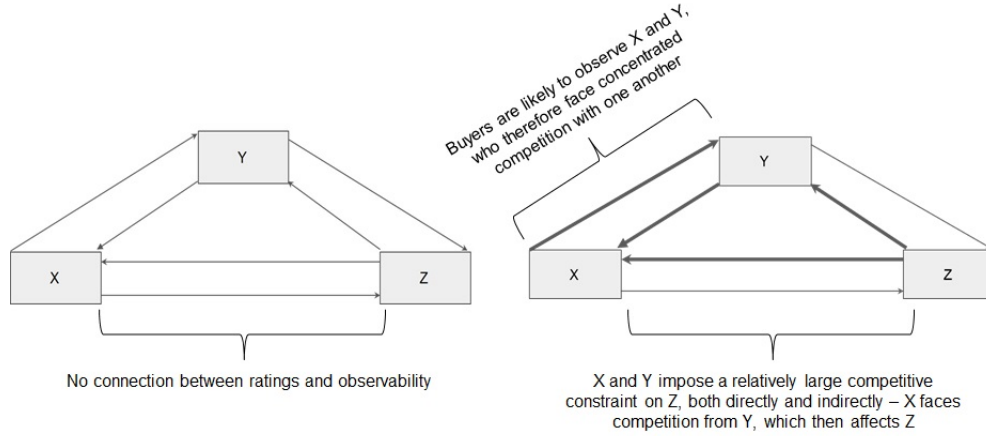 Y
X
Z
No connection between ratings and observability
Buyers are likely to observe X and Y,
who therefore face concentrated
competition with one another
Y
X
Z
X and Y impose a relatively large competitive
constraint on Z, both directly and indirectly – X faces
competition from Y, which then affects Z